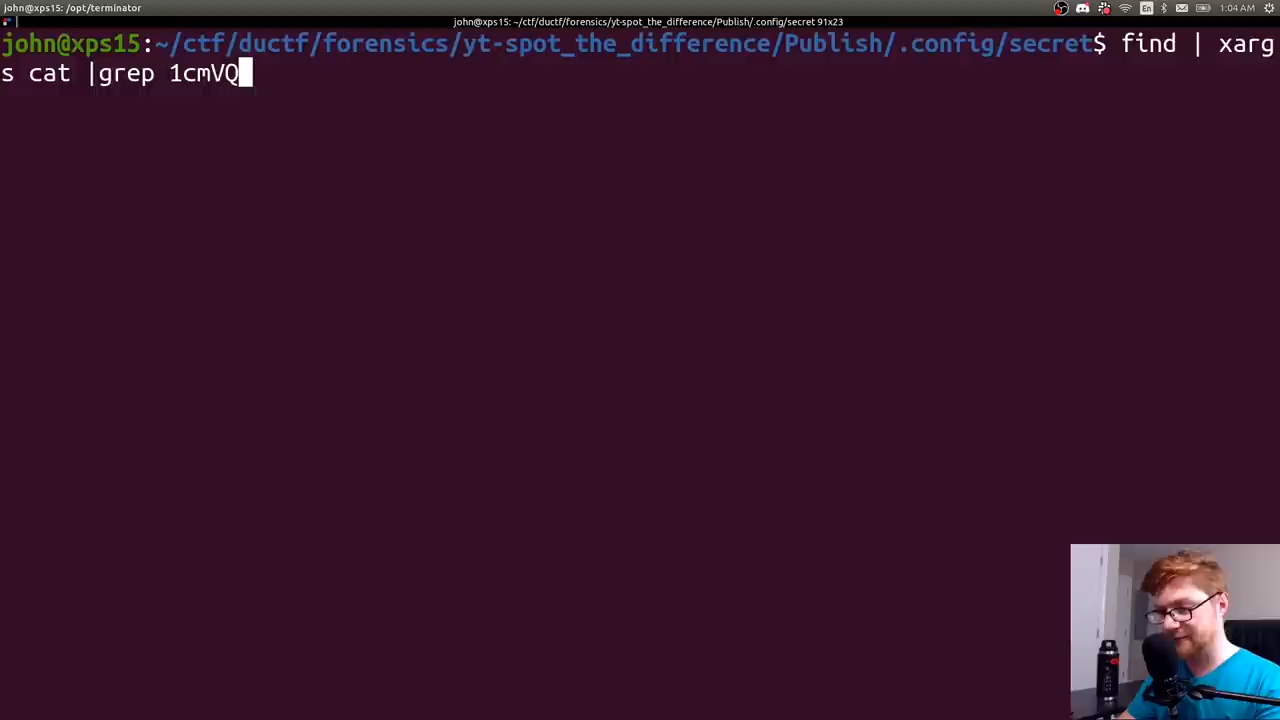 john@xps15: /opt/terminator
En
1:04 AM
john@xps15: ~/ctf/ductf/forensics/yt-spot_the_difference/Publish/.config/secret 91x23
john@xps15:~/ctf/ductf/forensics/yt-spot_the_difference/Publish/.config/secret$ find | xarg
s cat |grep 1cmVQ